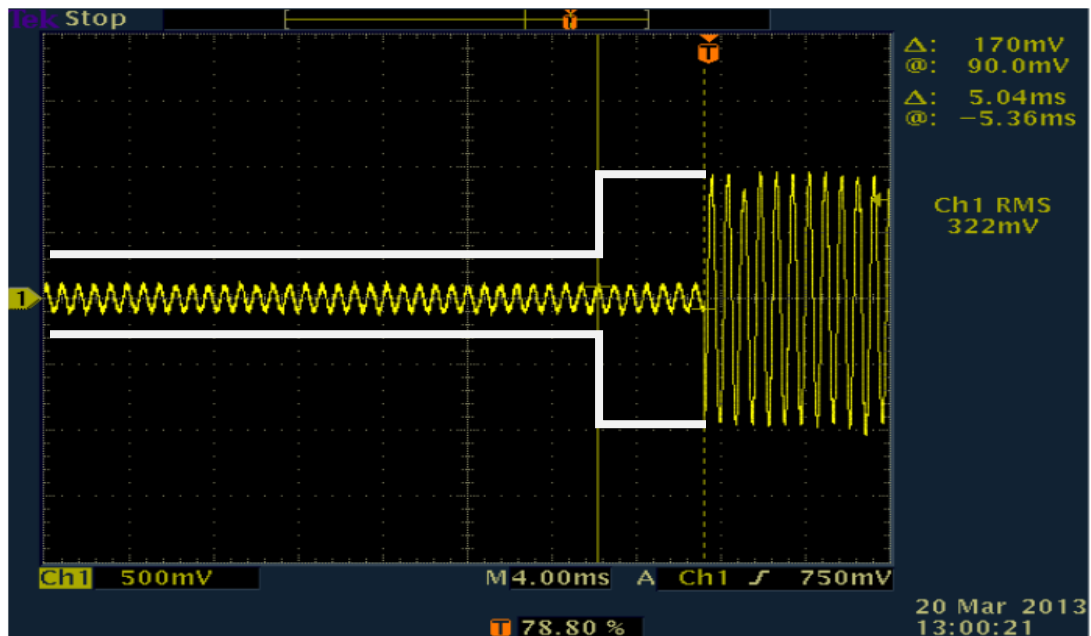 Tek Stop
T
T
Δ: 170mV
@: 90.0mV
Δ: 5.04ms
@: −5.36ms
Ch1 RMS
322mV
1
Ch1 500mV M 4.00ms A Ch1 ƒ 750mV
T 78.80 %
20 Mar 2013
13:00:21